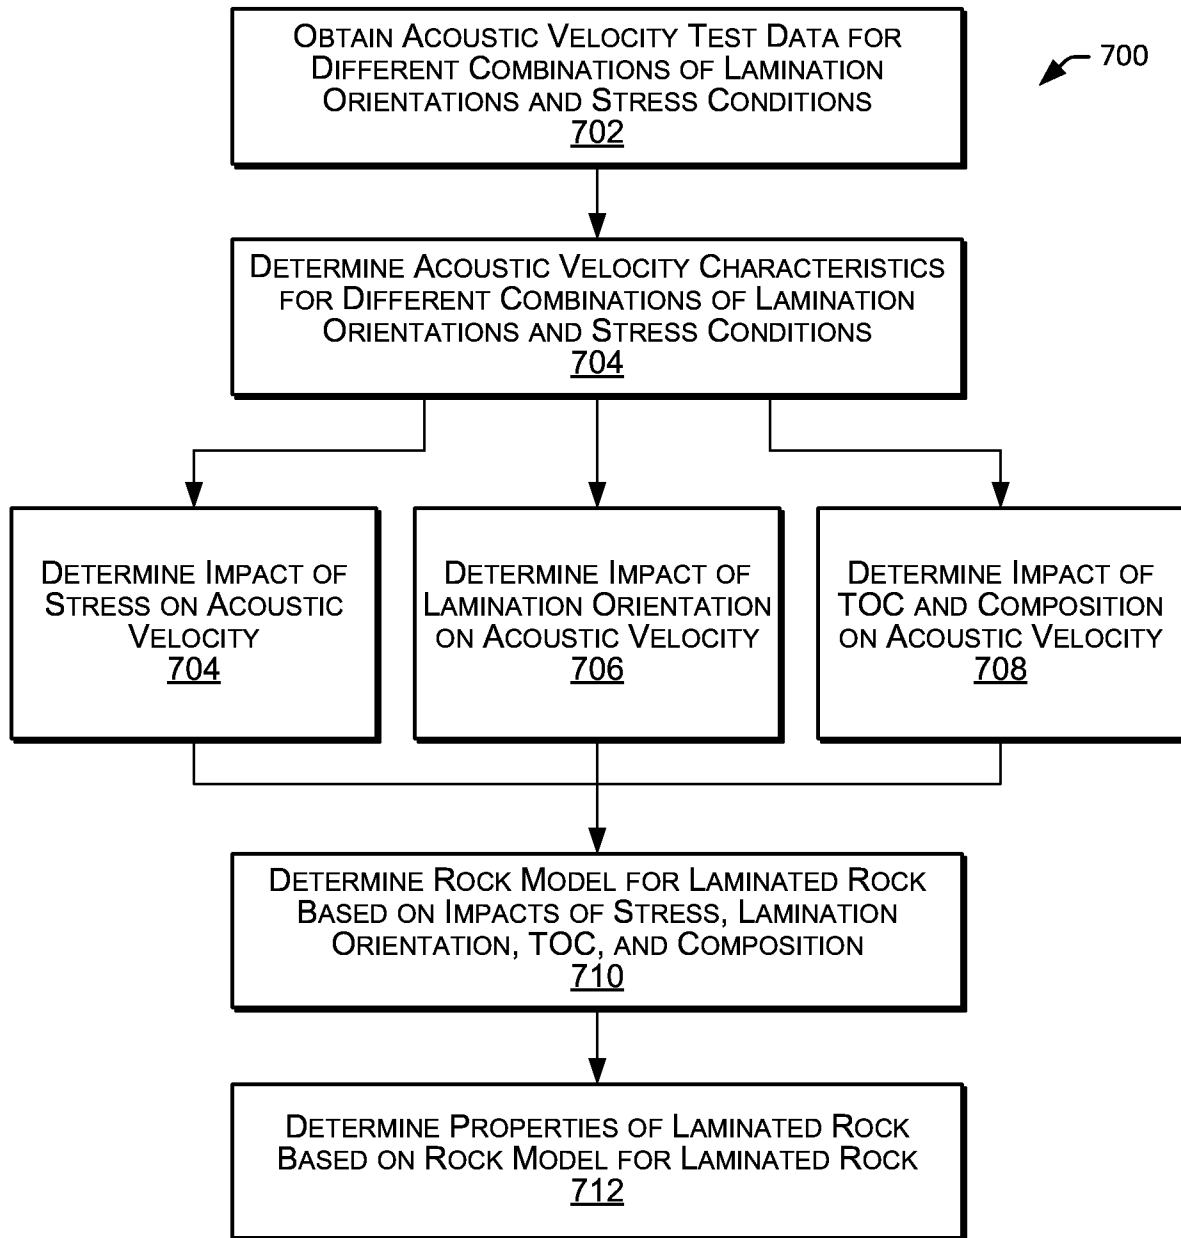 OBTAIN ACOUSTIC VELOCITY TEST DATA FOR
DIFFERENT COMBINATIONS OF LAMINATION
ORIENTATIONS AND STRESS CONDITIONS
702
700
DETERMINE ACOUSTIC VELOCITY CHARACTERISTICS
FOR DIFFERENT COMBINATIONS OF LAMINATION
ORIENTATIONS AND STRESS CONDITIONS
704
DETERMINE IMPACT OF
STRESS ON ACOUSTIC
VELOCITY
704
DETERMINE IMPACT OF
LAMINATION ORIENTATION
ON ACOUSTIC VELOCITY
706
DETERMINE IMPACT OF
TOC AND COMPOSITION
ON ACOUSTIC VELOCITY
708
DETERMINE ROCK MODEL FOR LAMINATED ROCK
BASED ON IMPACTS OF STRESS, LAMINATION
ORIENTATION, TOC, AND COMPOSITION
710
DETERMINE PROPERTIES OF LAMINATED ROCK
BASED ON ROCK MODEL FOR LAMINATED ROCK
712